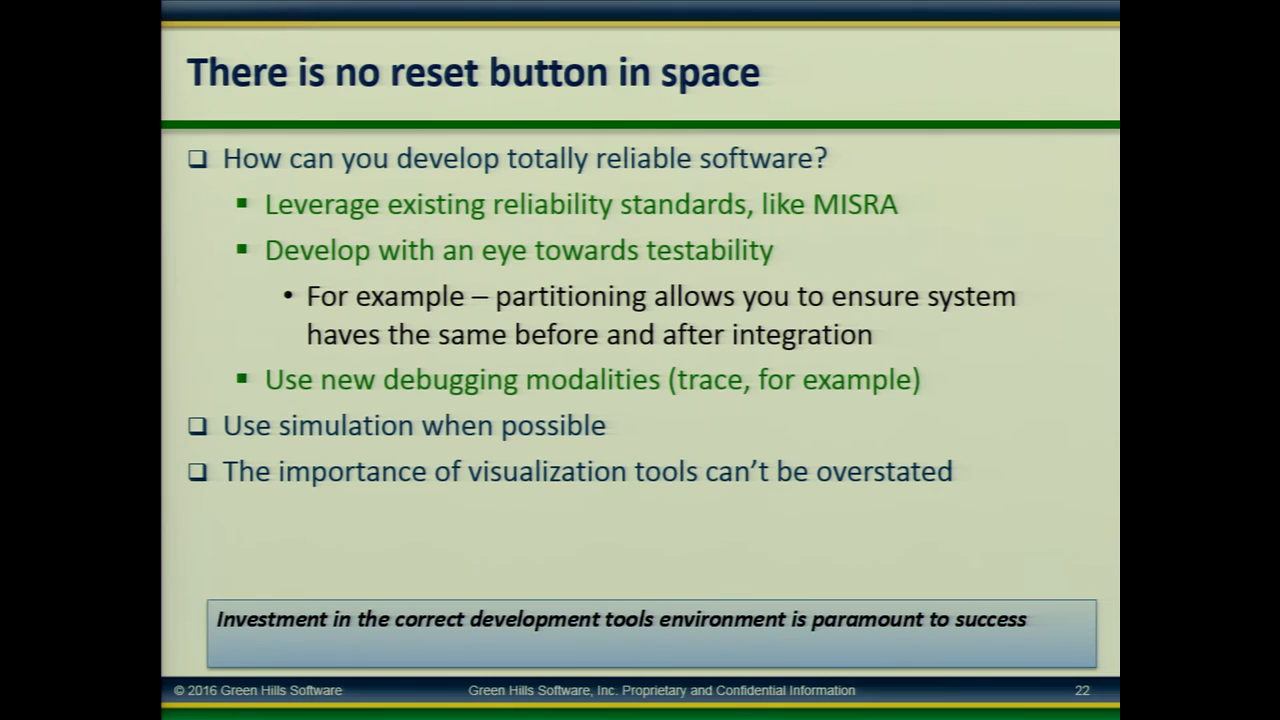 There is no reset button in space
How can you develop totally reliable software?
Leverage existing reliability standards, like MISRA
Develop with an eye towards testability
For example – partitioning allows you to ensure system
haves the same before and after integration
Use new debugging modalities (trace, for example)
Use simulation when possible
The importance of visualization tools can't be overstated
Investment in the correct development tools environment is paramount to success
© 2016 Green Hills Software
Green Hills Software, Inc. Proprietary and Confidential Information
22